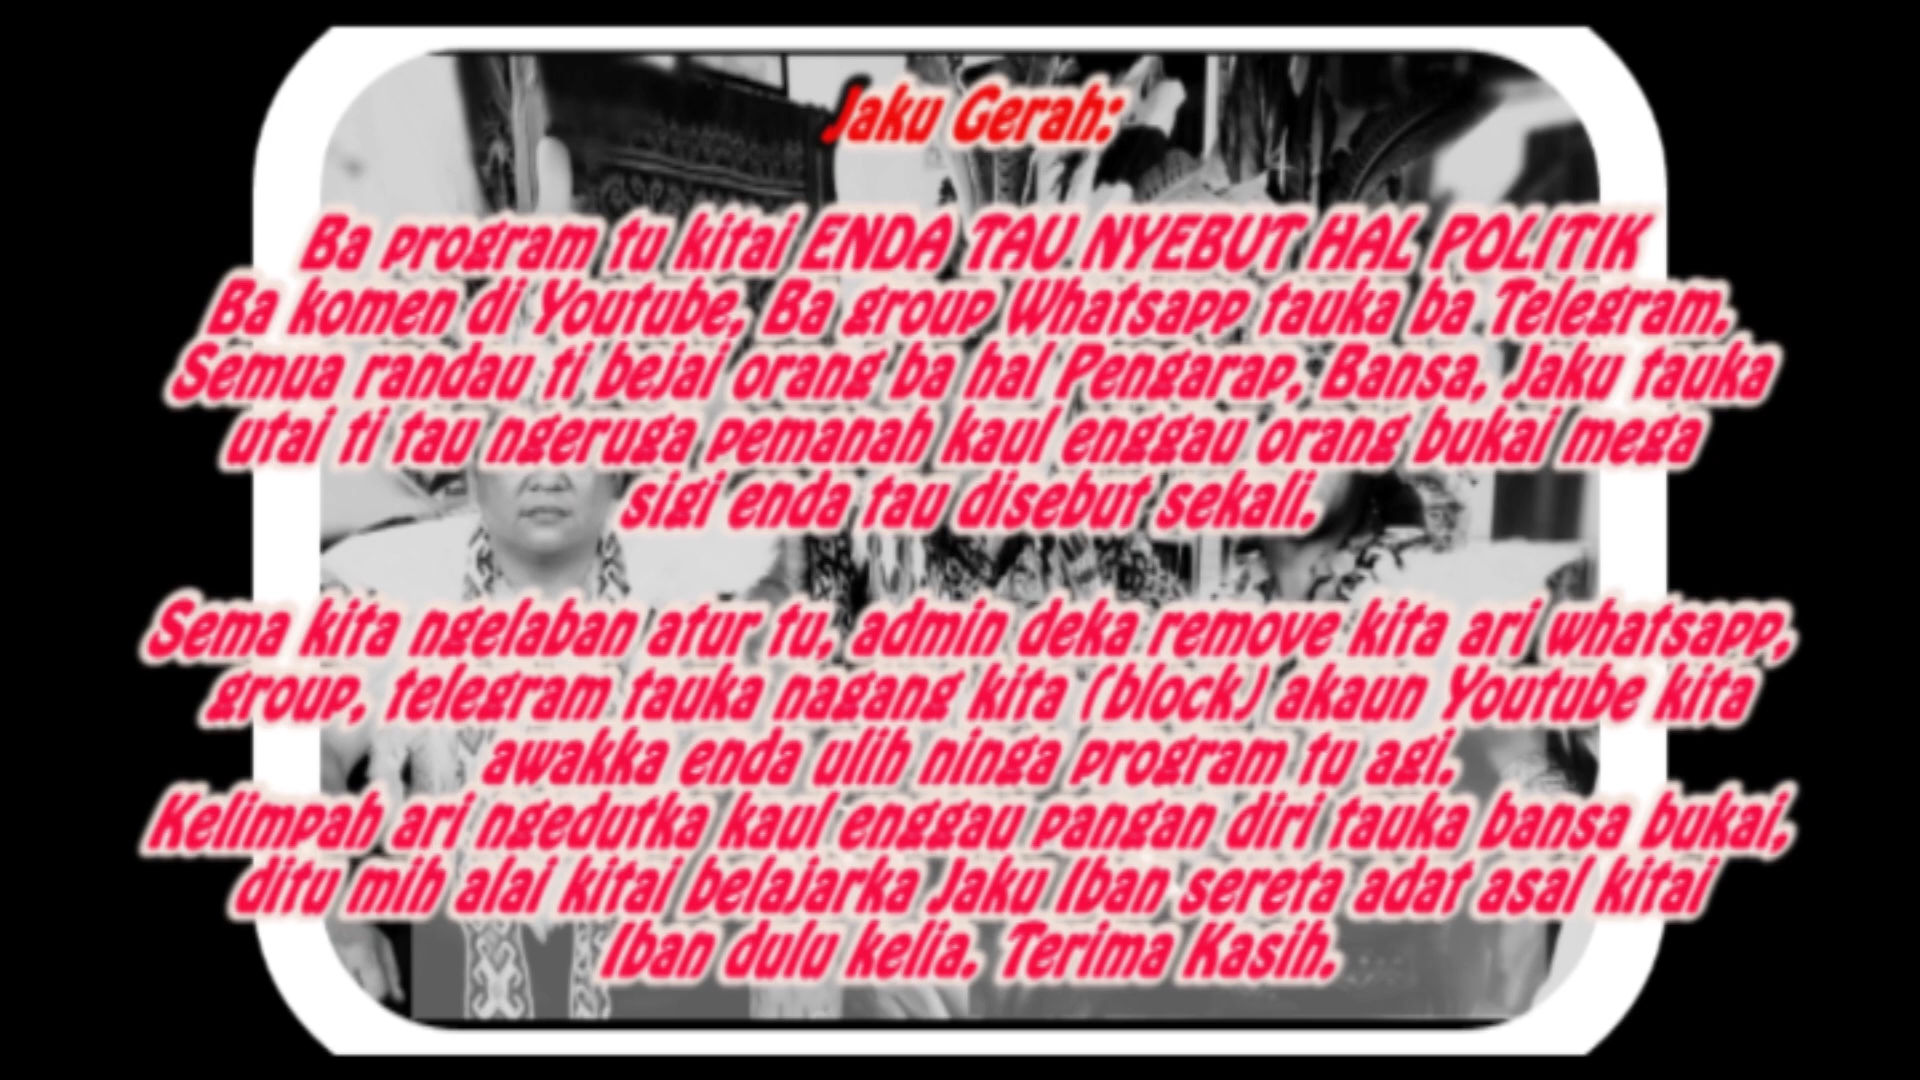 Jaku Gerah:
Ba program tu kitai ENDA TAU NYEBUT HAL POLITIK
Ba komen di Youtube, Ba group Whatsapp tauka ba Telegram.
Semua randau ti bejai orang ba hal Pengarap, Bansa, Jaku tauka
utai ti tau ngeruga pemanah kaul enggau orang bukai mega
sigi enda tau disebut sekali.
Sema kita ngelaban atur tu, admin deka remove kita ari whatsapp,
group, telegram tauka nagang kita (block) akaun Youtube kita
awakka enda ulih ninga program tu agi.
Kelimpah ari ngedutka kaul enggau pangan diri tauka bansa bukai,
ditu mih alai kitai belajarka Jaku Iban sereta adat asal kitai
Iban dulu kelia. Terima Kasih.